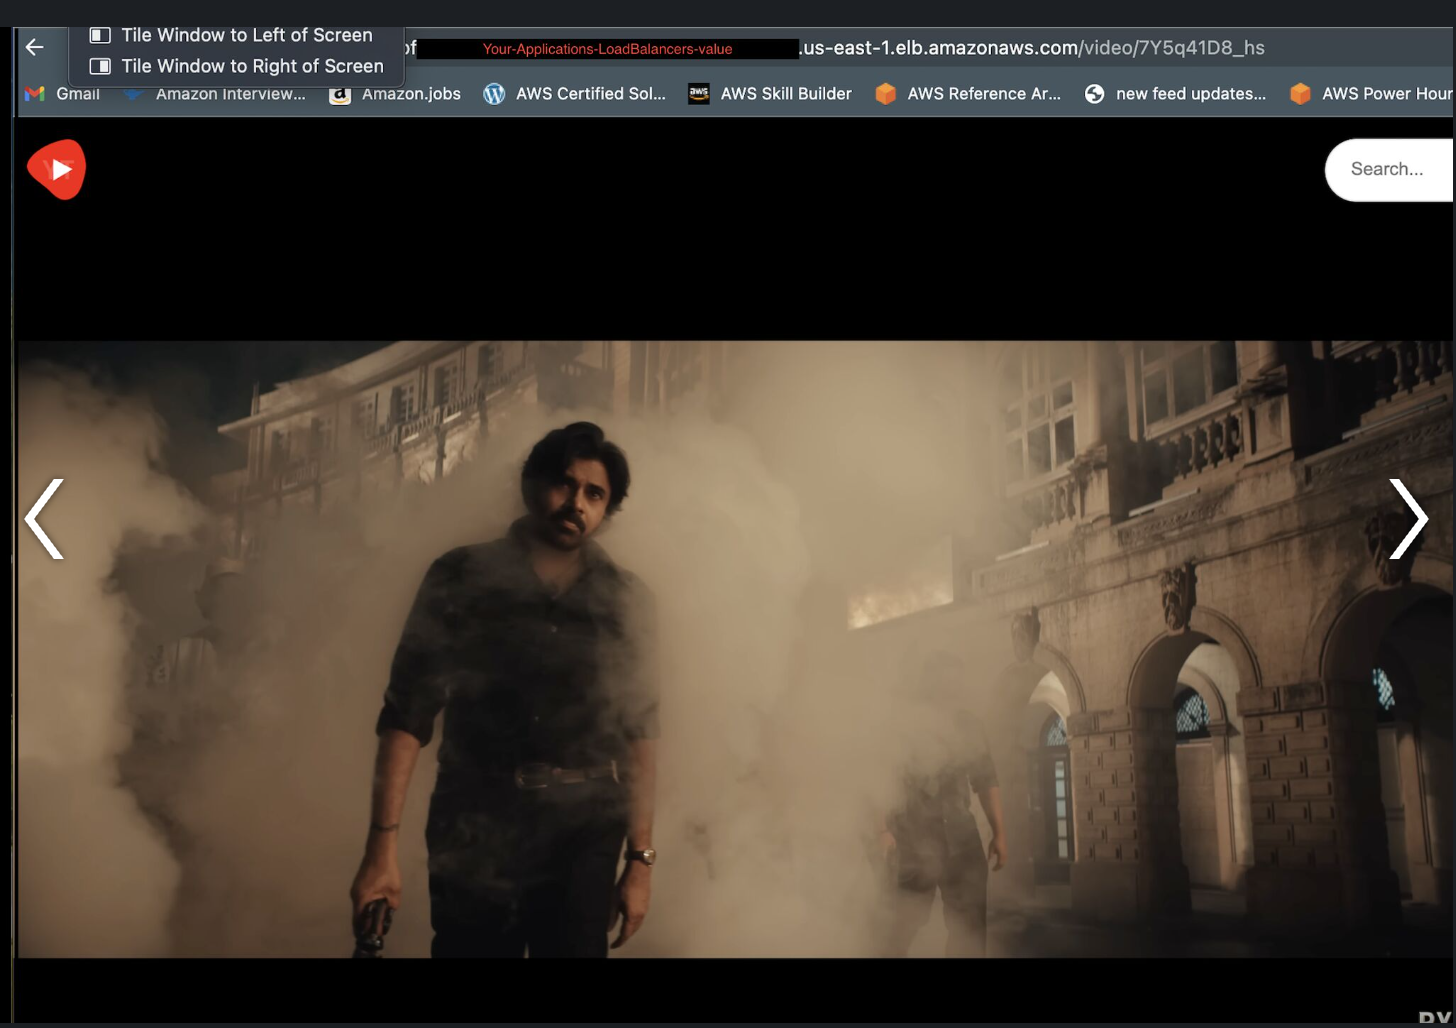 Tile Window to Left of Screen
of Your-Applications-LoadBalancers-value .us-east-1.elb.amazonaws.com/video/7Y5q41D8_hs
Tile Window to Right of Screen
Gmail Amazon Interview... Amazon.jobs AWS Certified Sol... AWS Skill Builder AWS Reference Ar... new feed updates... AWS Power Hour
Search...